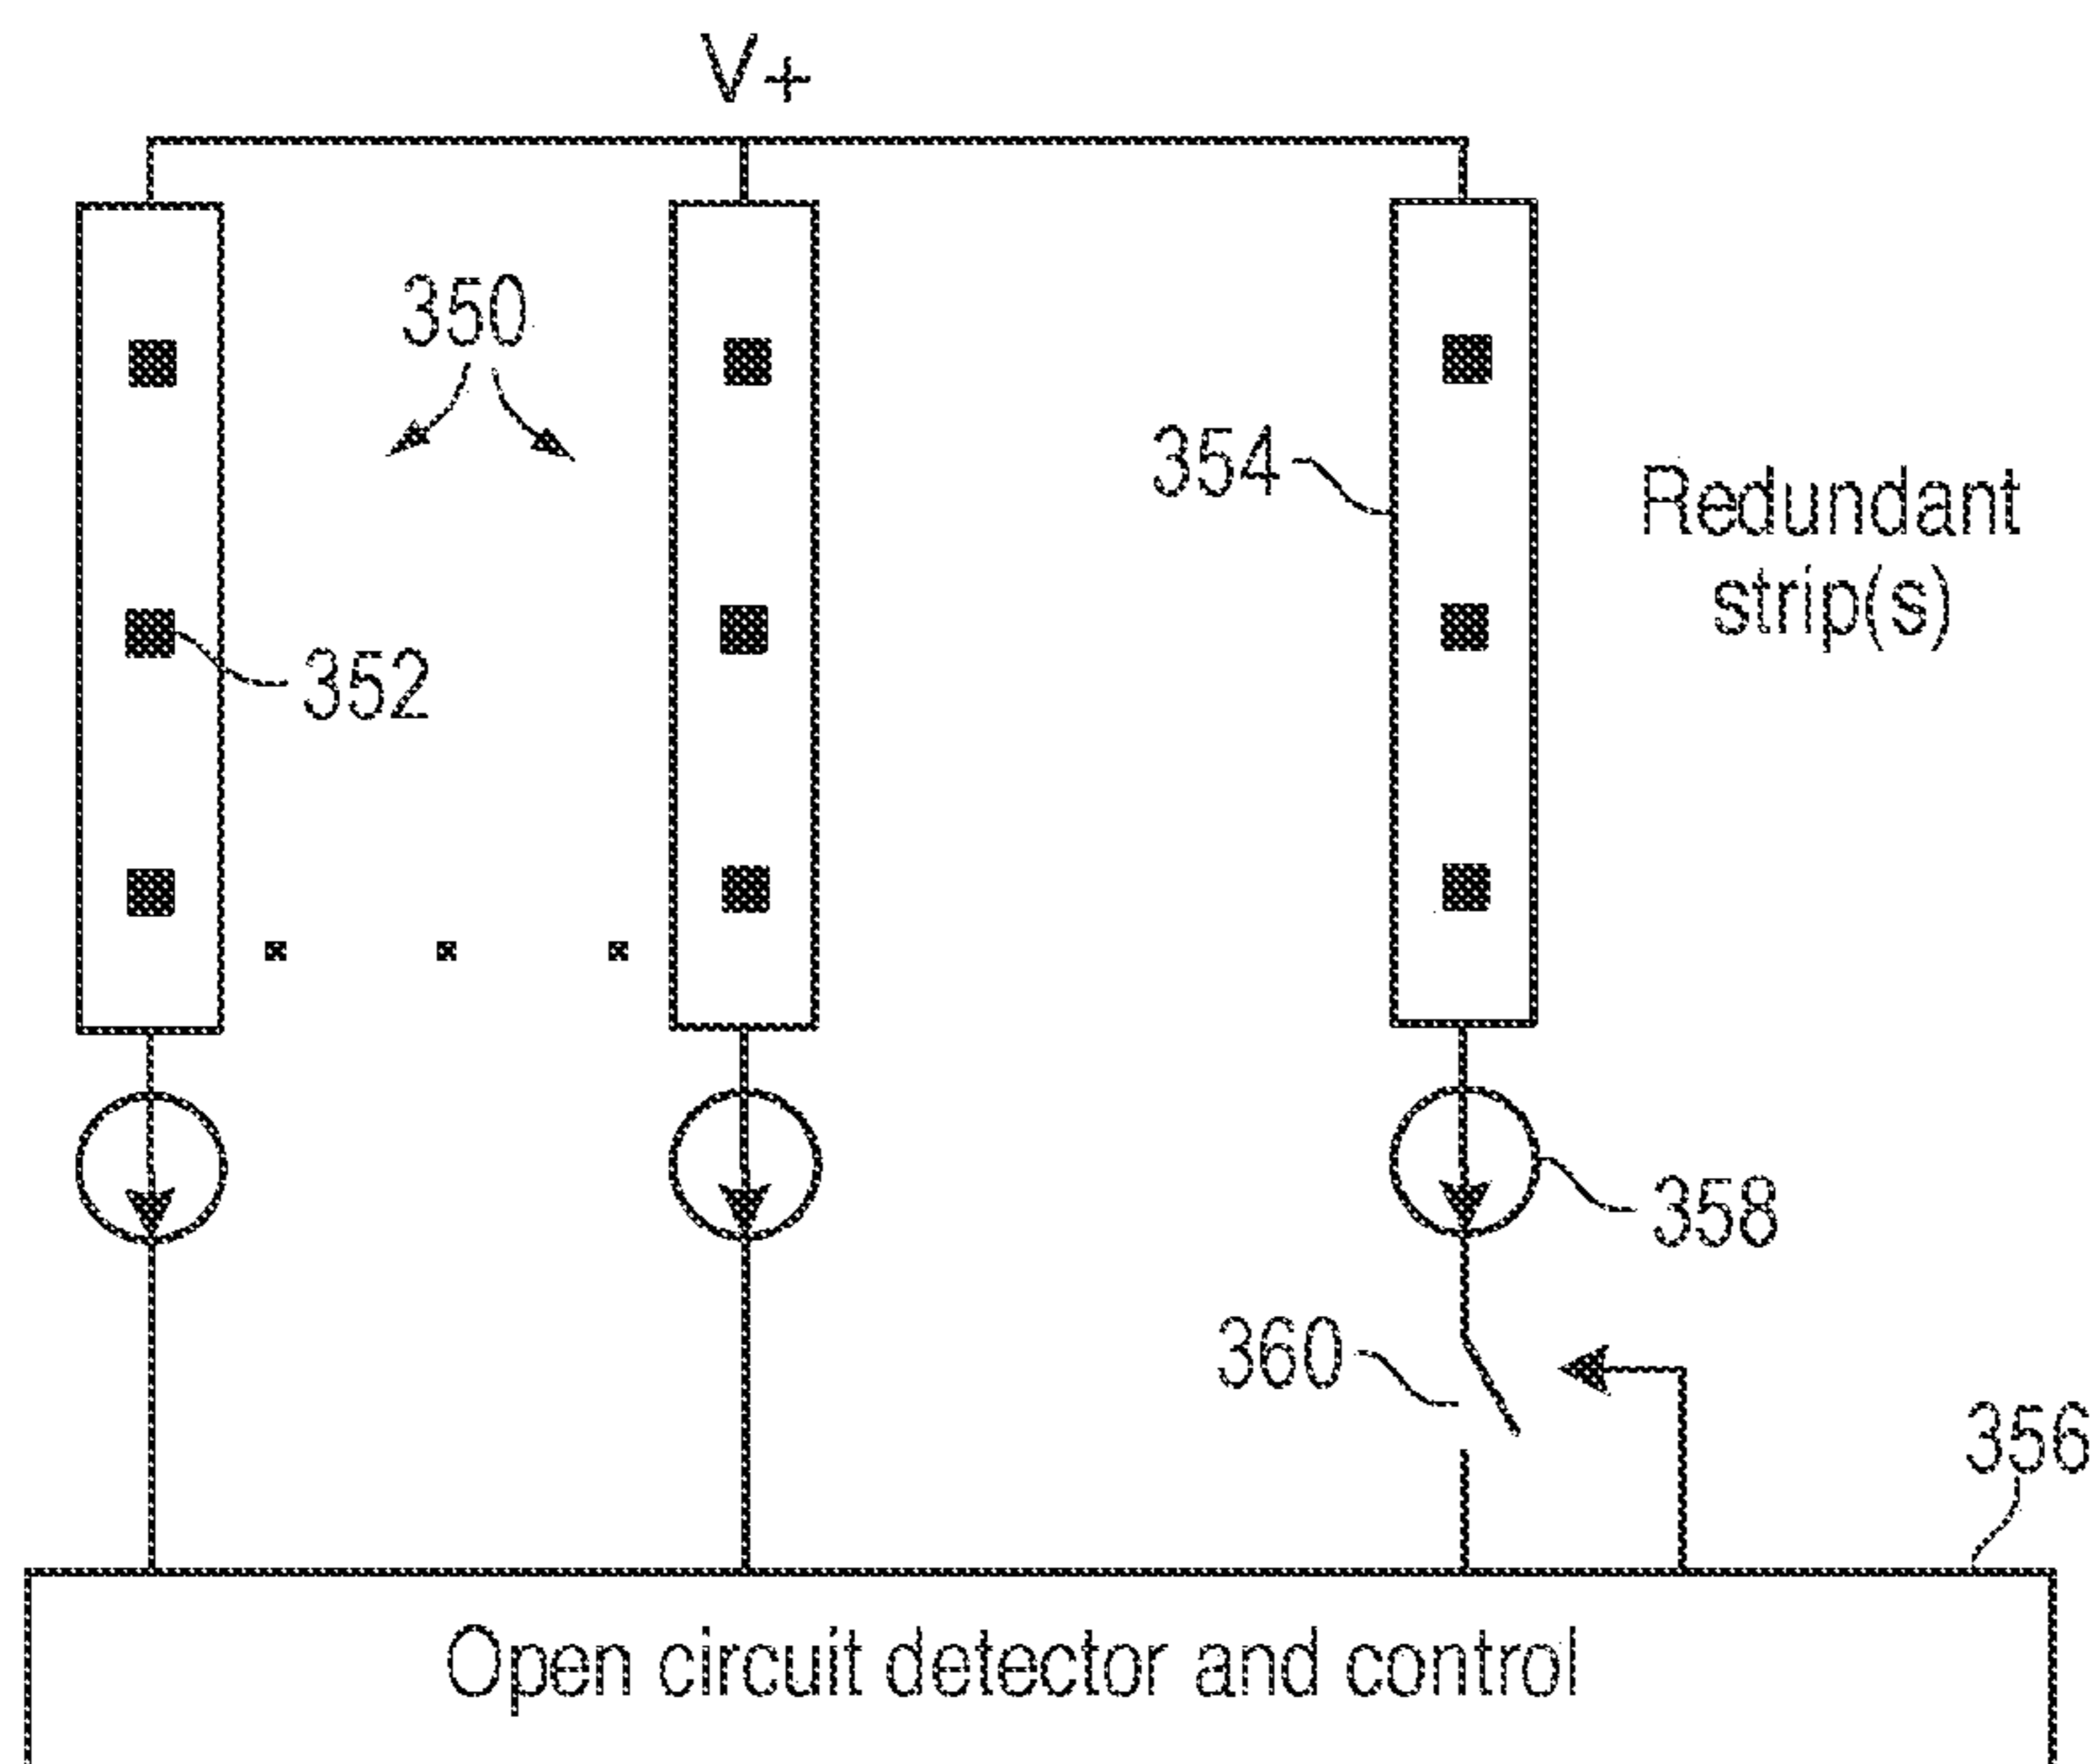 V+
350
354
Redundant
strip(s)
352
358
360
356
Open circuit detector and control